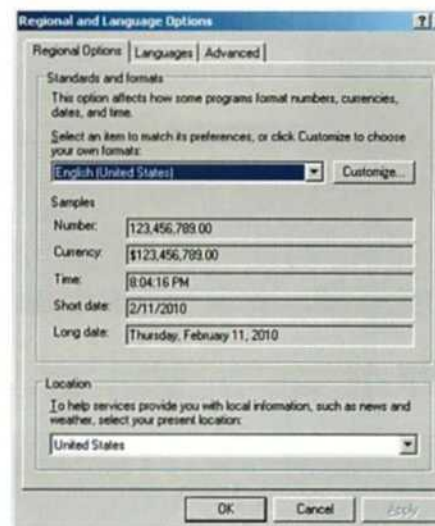 Regional and Language Options
?
Regional Options Languages Advanced
Standards and formats
This option affects how some programs format numbers, currencies,
dates, and time.
Select an item to match its preferences, or click Customize to choose
your own formats:
English (United States)
Customize...
Samples
Number: 123,456,789.00
Currency: $123,456,789.00
Time: 8:04:16 PM
Short date: 2/11/2010
Long date: Thursday, February 11, 2010
Location
To help services provide you with local information, such as news and
weather, select your present location:
United States
OK Cancel Apply